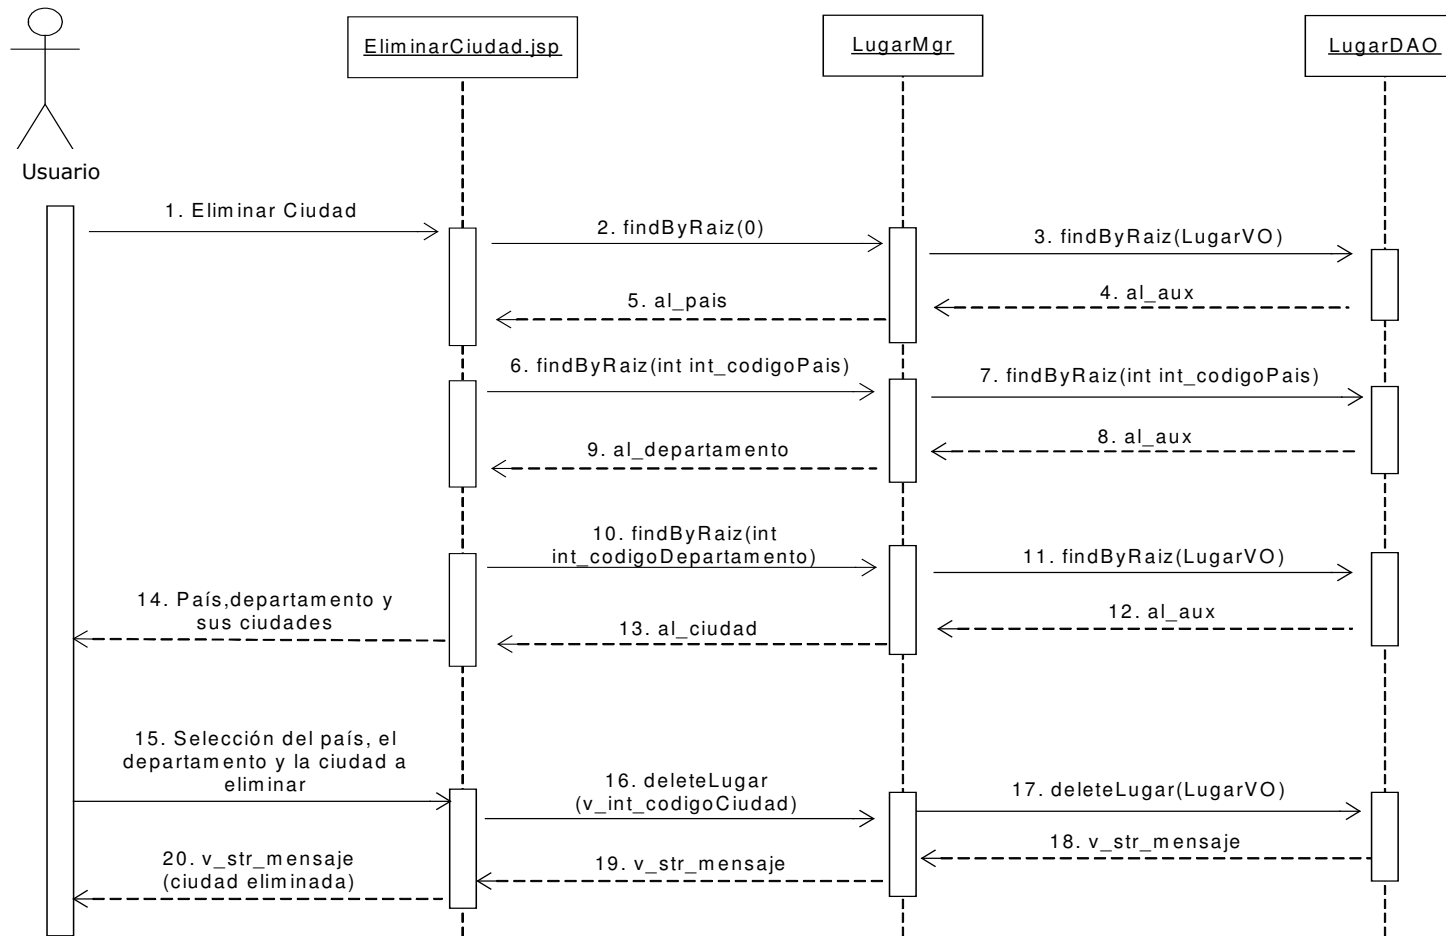 EliminarCiudad.jsp
LugarMgr
LugarDAO
Usuario
1. Eliminar Ciudad
2. findByRaiz(0)
3. findByRaiz(LugarVO)
4. al_aux
5. al_pais
6. findByRaiz(int int_codigoPais)
7. findByRaiz(int int_codigoPais)
8. al_aux
9. al_departamento
10. findByRaiz(int
int_codigoDepartamento)
11. findByRaiz(LugarVO)
12. al_aux
13. al_ciudad
14. País,departamento y
sus ciudades
15. Selección del país, el
departamento y la ciudad a
eliminar
16. deleteLugar
(v_int_codigoCiudad)
17. deleteLugar(LugarVO)
18. v_str_mensaje
19. v_str_mensaje
20. v_str_mensaje
(ciudad eliminada)